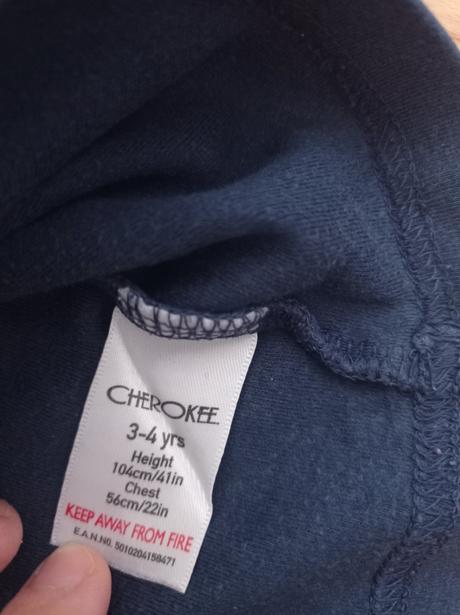 CHEROKEE
3-4 yrs
Height
104cm/41in
Chest
56cm/22in
KEEP AWAY FROM FIRE
E.A.N.NO. 5010204158471